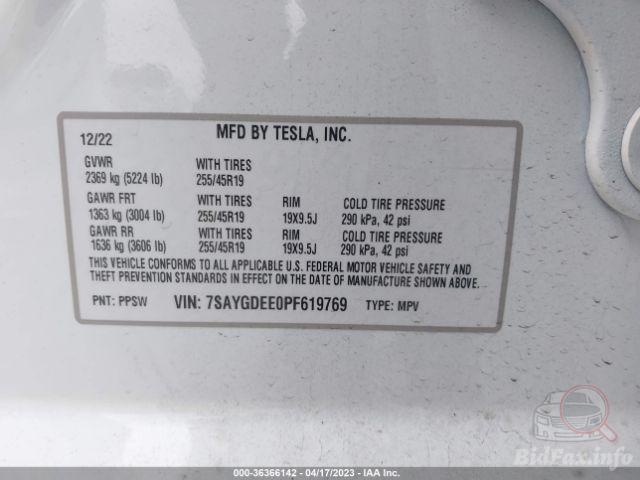 12/22 MFD BY TESLA, INC.
GVWR WITH TIRES
2369 kg (5224 lb) 255/45R19
GAWR FRT WITH TIRES RIM COLD TIRE PRESSURE
1363 kg (3004 lb) 255/45R19 19X9.5J 290 kPa, 42 psi
GAWR RR WITH TIRES RIM COLD TIRE PRESSURE
1636 kg (3606 lb) 255/45R19 19X9.5J 290 kPa, 42 psi
THIS VEHICLE CONFORMS TO ALL APPLICABLE U.S. FEDERAL MOTOR VEHICLE SAFETY AND
THEFT PREVENTION STANDARDS IN EFFECT ON THE DATE OF MANUFACTURE SHOWN ABOVE.
PNT: PPSW VIN: 7SAYGDEE0PF619769 TYPE: MPV
BidFax.info
000-36366142 - 04/17/2023 - IAA Inc.